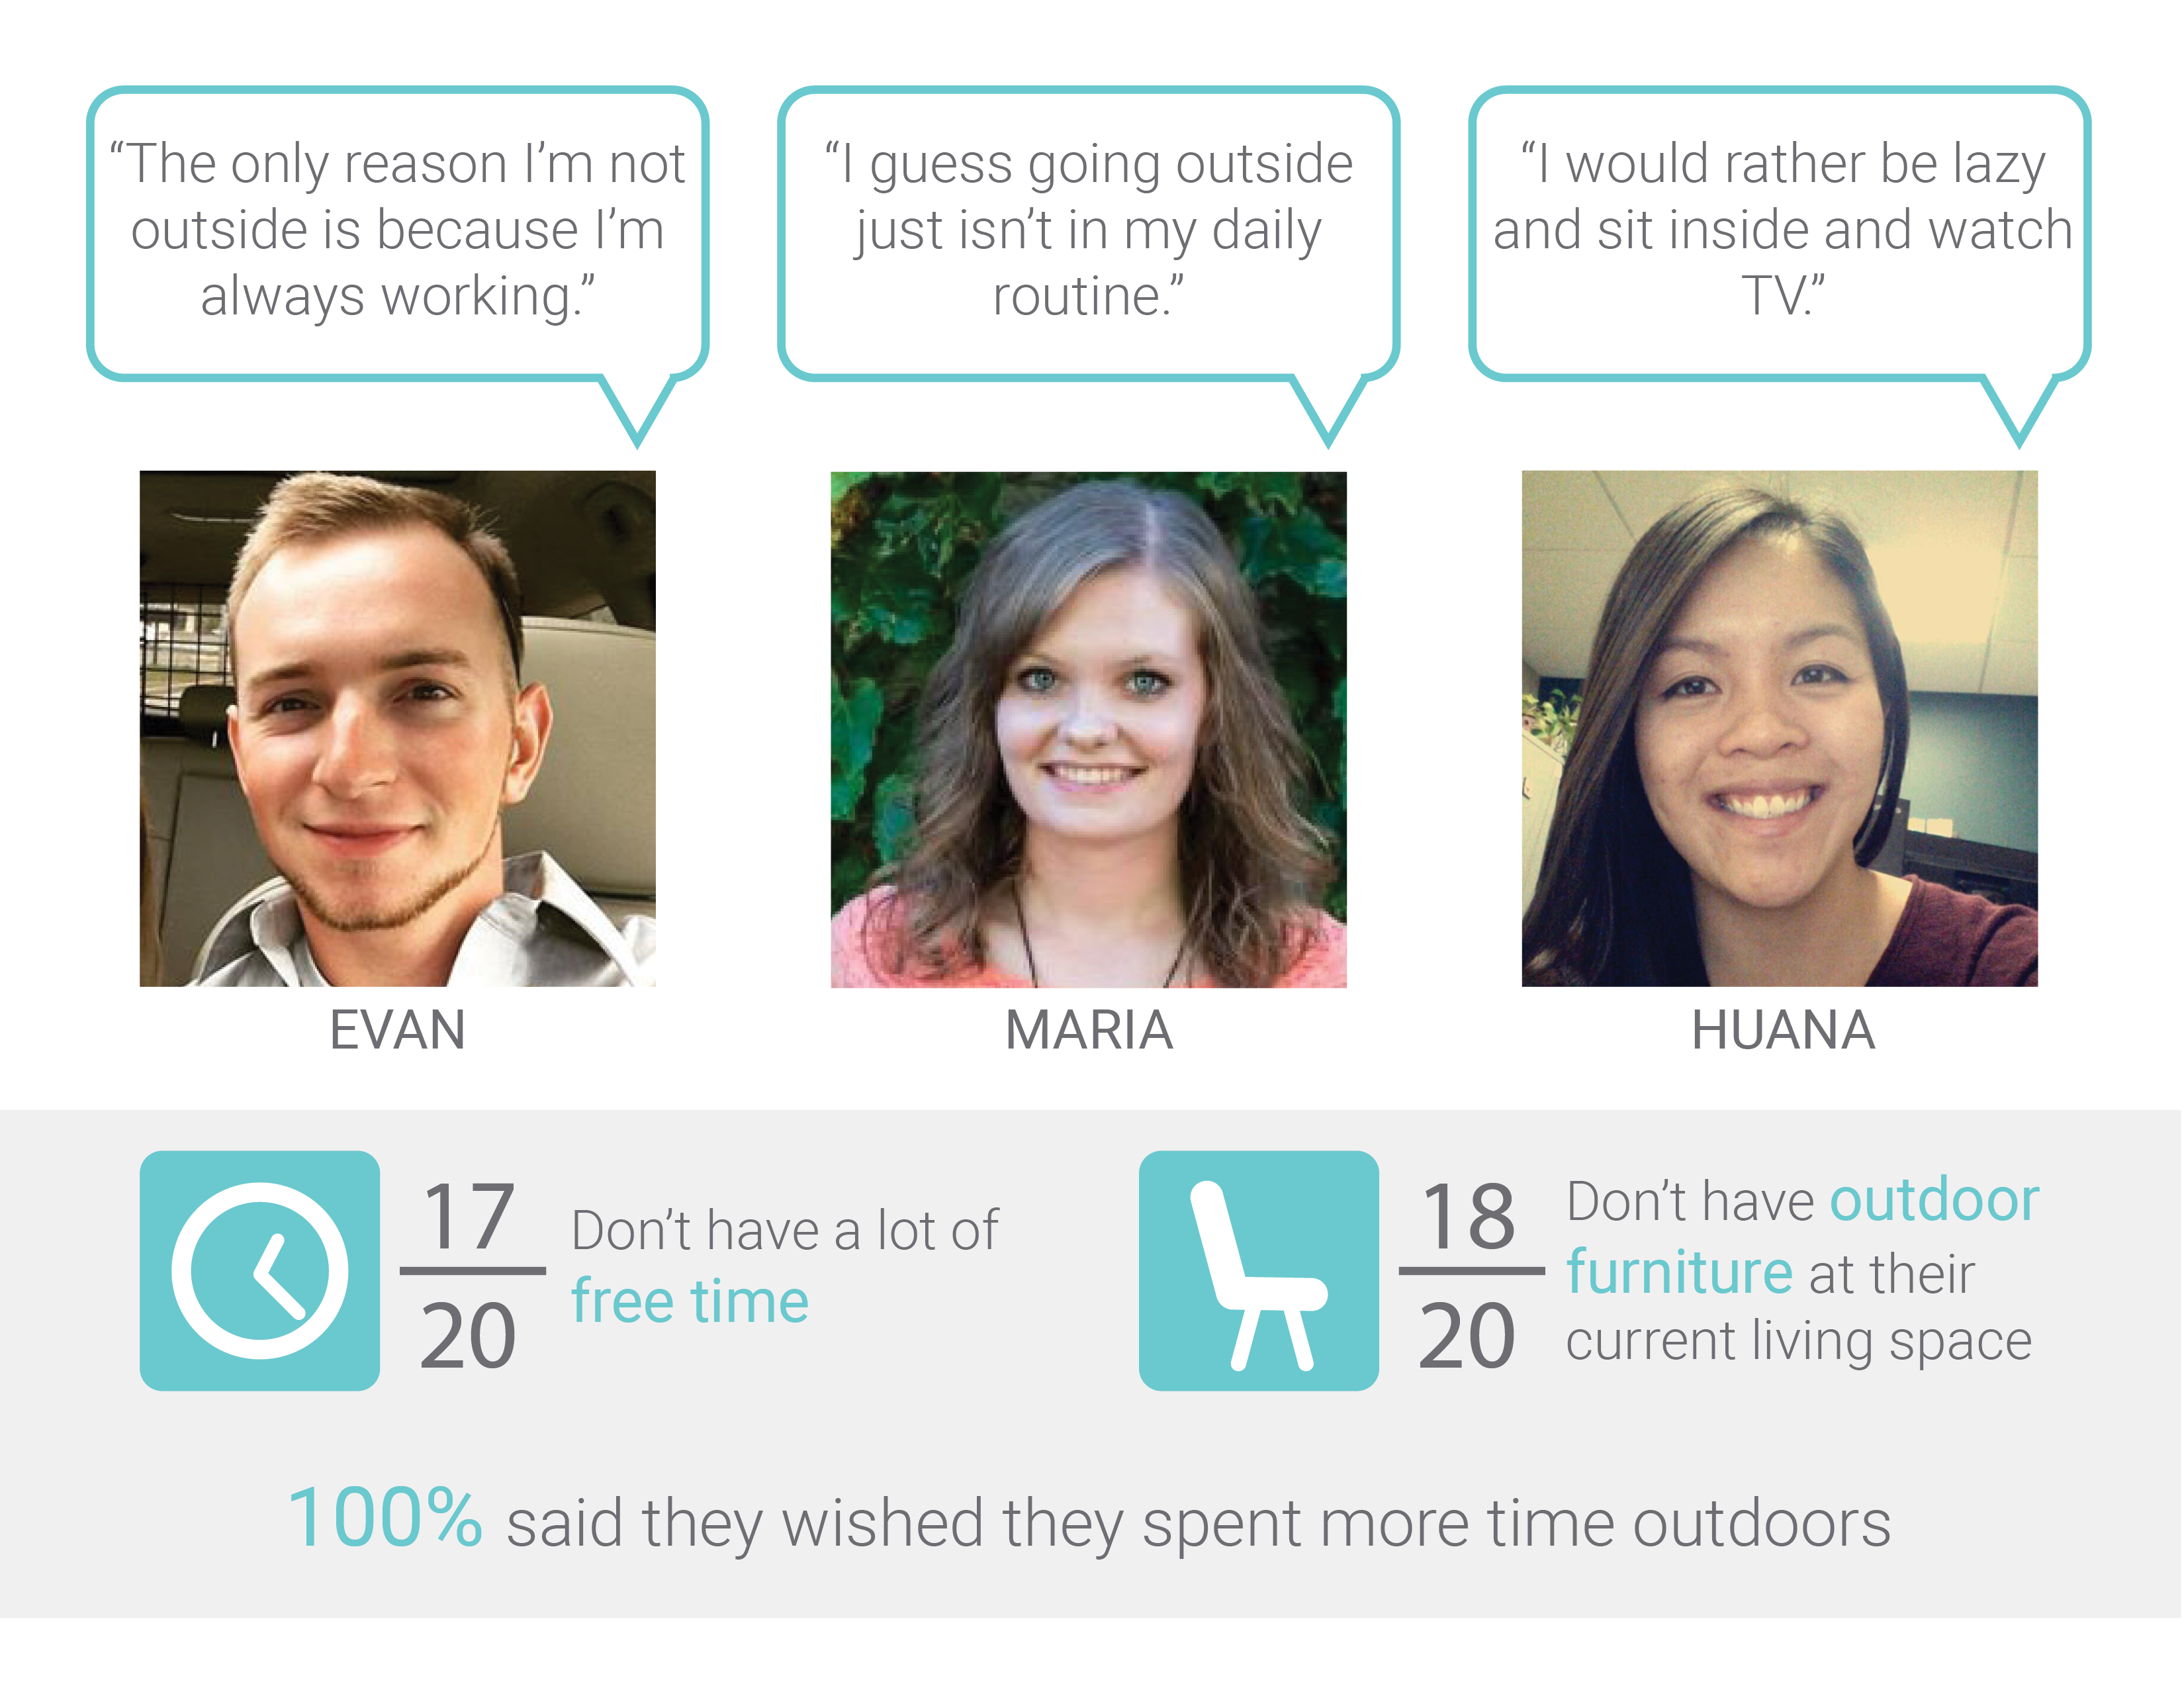 “The only reason I’m not
outside is because I’m
always working.”
“I guess going outside
just isn’t in my daily
routine.”
“I would rather be lazy
and sit inside and watch
TV.”
EVAN
MARIA
HUANA
17
20
Don’t have a lot of
free time
18
20
Don’t have outdoor
furniture at their
current living space
100% said they wished they spent more time outdoors